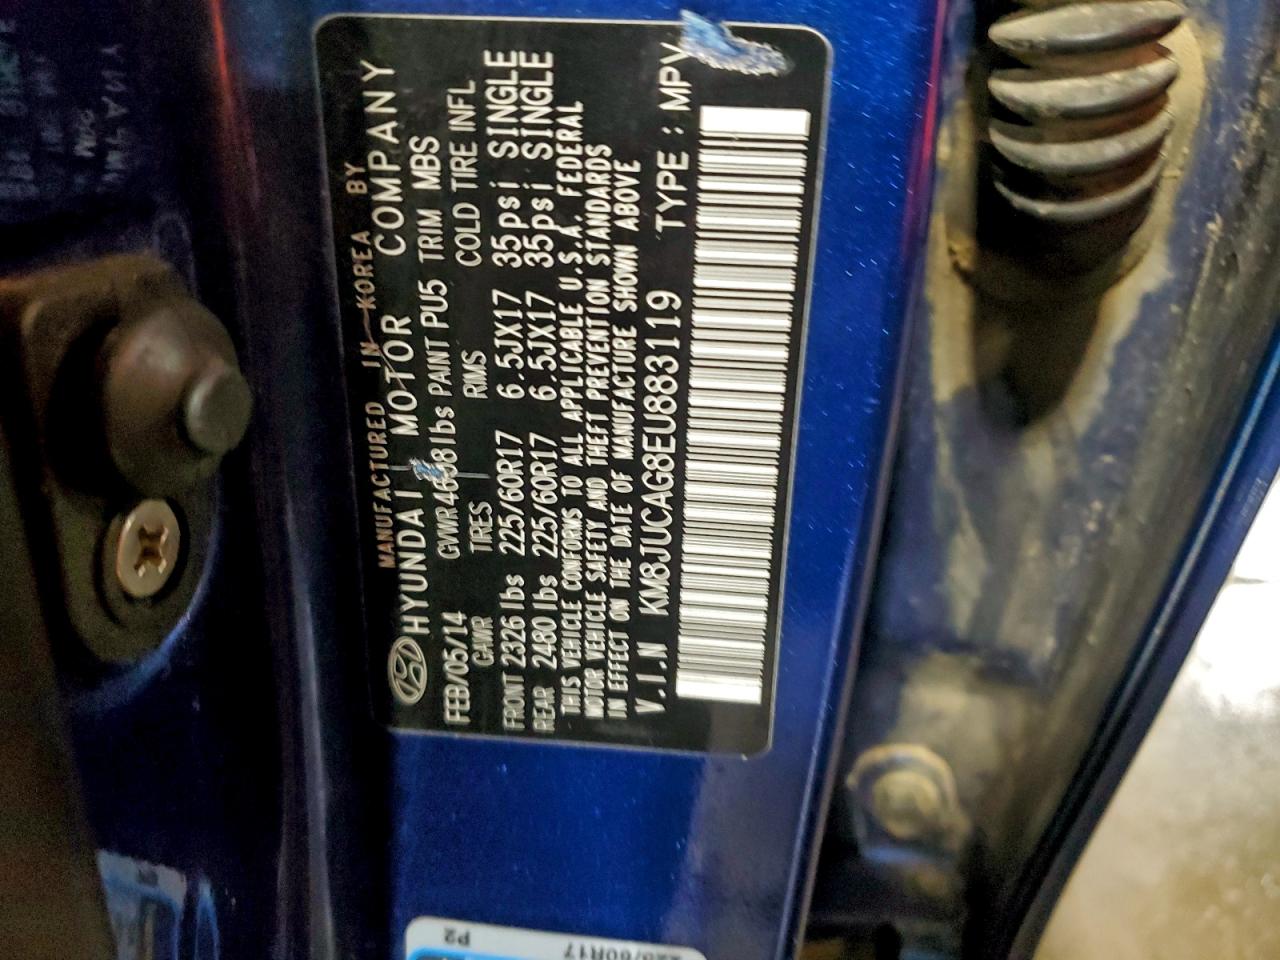 MANUFACTURED IN KOREA BY
HYUNDAI MOTOR COMPANY
FEB/05/14 GVWR lbs PAINT PU5 TRIM MBS
GAWR TIRES RIMS COLD TIRE INFL
FRONT 2326 lbs 225/60R17 6.5JX17 35psi SINGLE
REAR 2480 lbs 225/60R17 6.5JX17 35psi SINGLE
THIS VEHICLE CONFORMS TO ALL APPLICABLE U.S.A. FEDERAL
MOTOR VEHICLE SAFETY AND THEFT PREVENTION STANDARDS
IN EFFECT ON THE DATE OF MANUFACTURE SHOWN ABOVE
V.I.N KM8JUCAG8EU883119 TYPE : MPV
P2
225/60R17